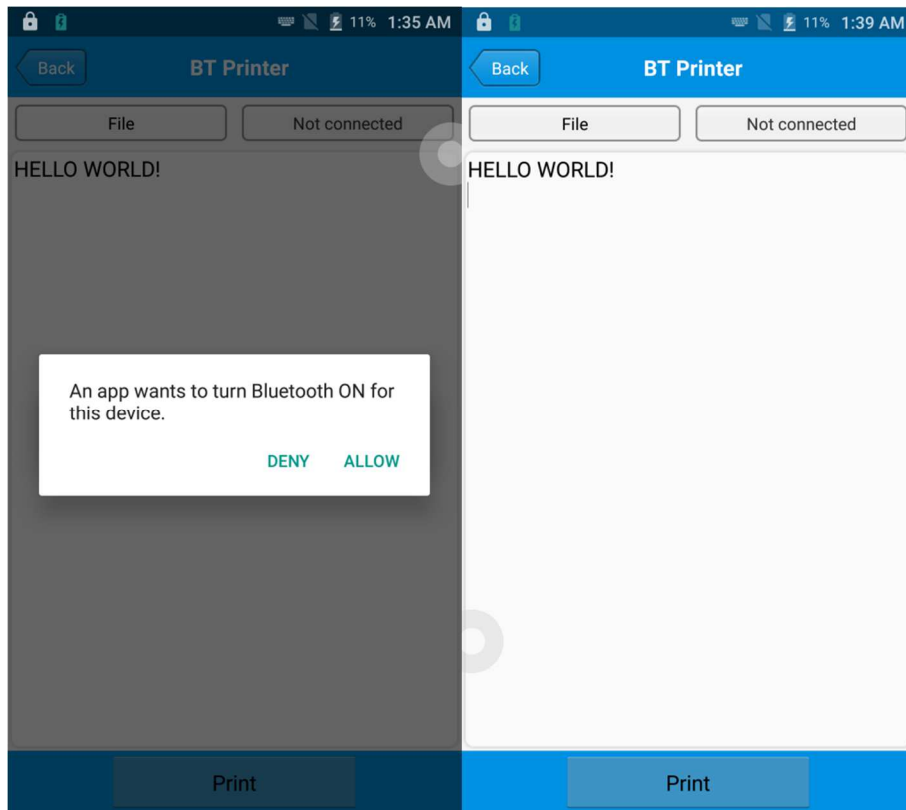 11% 1:35 AM
Back
BT Printer
File
Not connected
HELLO WORLD!
An app wants to turn Bluetooth ON for
this device.
DENY ALLOW
Print
11% 1:39 AM
Back
BT Printer
File
Not connected
HELLO WORLD!
Print